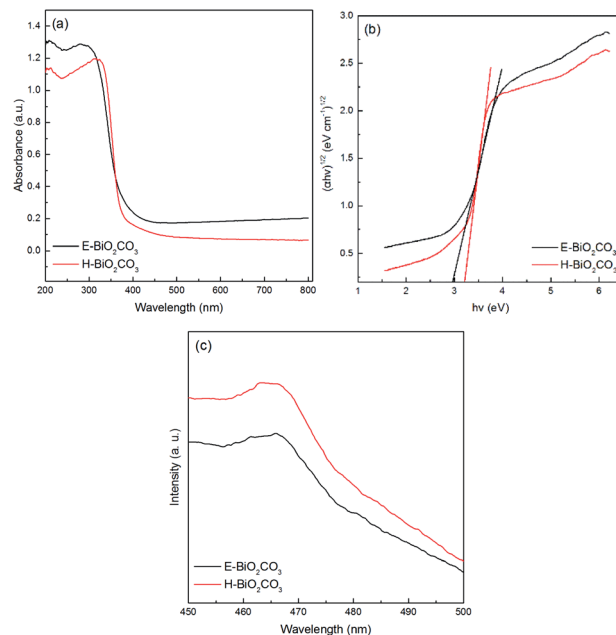 (a)
1.4
1.2
1.0
0.8
0.6
0.4
0.2
0.0
Absorbance (a.u.)
E-BiO₂CO₃
H-BiO₂CO₃
200 300 400 500 600 700 800
Wavelength (nm)
(b)
3.0
2.5
2.0
1.5
1.0
0.5
(αhv)¹/² (eV cm⁻¹)¹/²
E-BiO₂CO₃
H-BiO₂CO₃
1 2 3 4 5 6
hv (eV)
(c)
Intensity (a. u.)
E-BiO₂CO₃
H-BiO₂CO₃
450 460 470 480 490 500
Wavelength (nm)